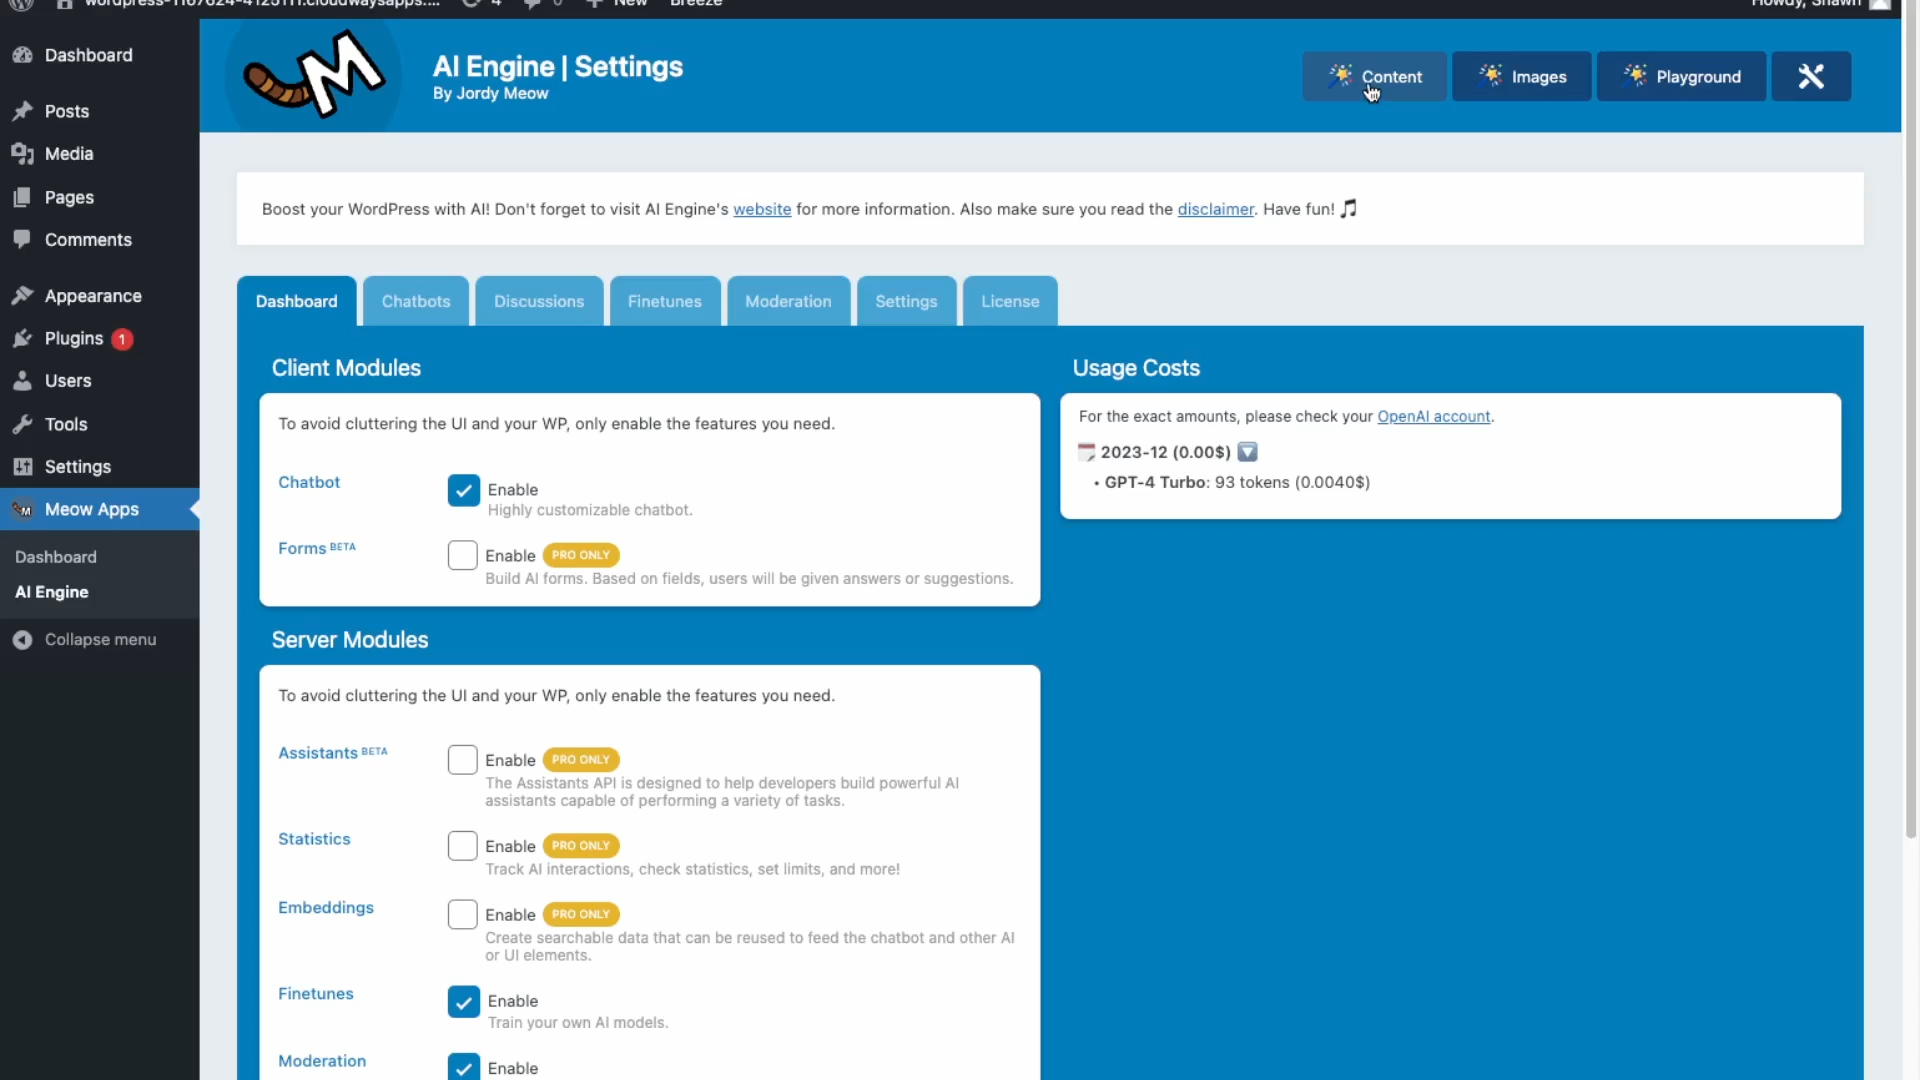 wordpress-1167624-4125111.cloudwaysapps.... 4 0 New Breeze Howdy, Shawn
Dashboard
Posts
Media
Pages
Comments
Appearance
Plugins 1
Users
Tools
Settings
Meow Apps
Dashboard
AI Engine
Collapse menu
M
AI Engine | Settings
By Jordy Meow
Content
Images
Playground
Boost your WordPress with AI! Don't forget to visit AI Engine's website for more information. Also make sure you read the disclaimer. Have fun! 🎵
Dashboard
Chatbots
Discussions
Finetunes
Moderation
Settings
License
Client Modules
To avoid cluttering the UI and your WP, only enable the features you need.
Chatbot
Enable
Highly customizable chatbot.
Forms BETA
Enable PRO ONLY
Build AI forms. Based on fields, users will be given answers or suggestions.
Server Modules
To avoid cluttering the UI and your WP, only enable the features you need.
Assistants BETA
Enable PRO ONLY
The Assistants API is designed to help developers build powerful AI
assistants capable of performing a variety of tasks.
Statistics
Enable PRO ONLY
Track AI interactions, check statistics, set limits, and more!
Embeddings
Enable PRO ONLY
Create searchable data that can be reused to feed the chatbot and other AI
or UI elements.
Finetunes
Enable
Train your own AI models.
Moderation
Enable
Usage Costs
For the exact amounts, please check your OpenAI account.
2023-12 (0.00$)
• GPT-4 Turbo: 93 tokens (0.0040$)